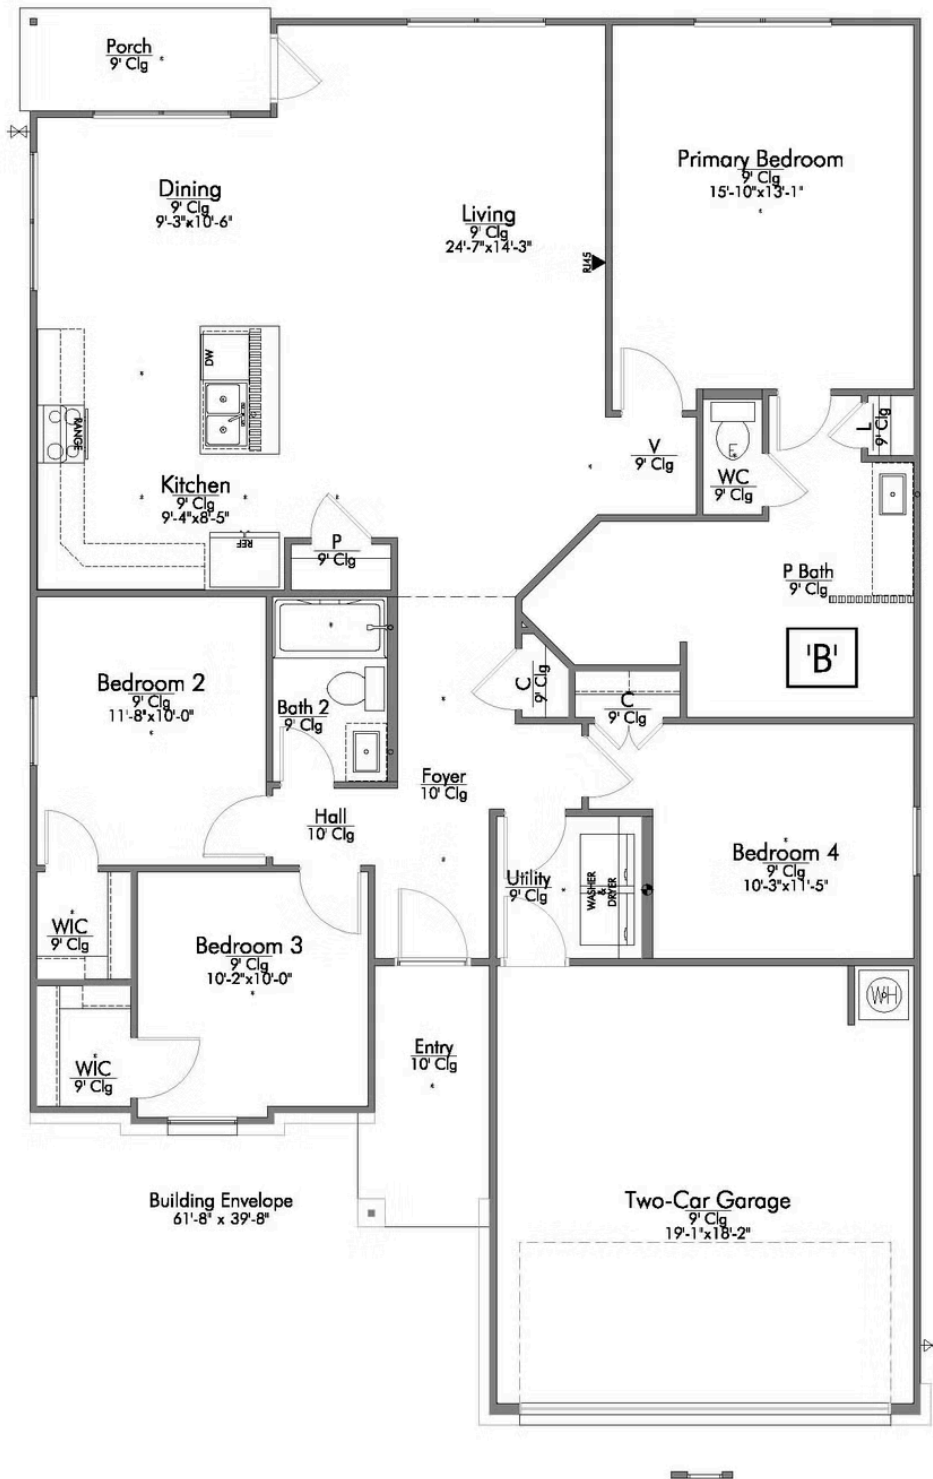 Porch
9' Clg
Dining
9' Clg
9'-3"x10'-6"
Living
9' Clg
24'-7"x14'-3"
Primary Bedroom
9' Clg
15'-10"x13'-1"
RJ45
DW
RANGE
Kitchen
9' Clg
9'-4"x8'-5"
REF
P
9' Clg
V
9' Clg
WC
9' Clg
L
9' Clg
P Bath
9' Clg
'B'
Bedroom 2
9' Clg
11'-8"x10'-0"
Bath 2
9' Clg
C
9' Clg
C
9' Clg
Foyer
10' Clg
Hall
10' Clg
Utility
9' Clg
WASHER
&
DRYER
Bedroom 4
9' Clg
10'-3"x11'-5"
WIC
9' Clg
Bedroom 3
9' Clg
10'-2"x10'-0"
WH
WIC
9' Clg
Entry
10' Clg
Building Envelope
61'-8" x 39'-8"
Two-Car Garage
9' Clg
19'-1"x18'-2"